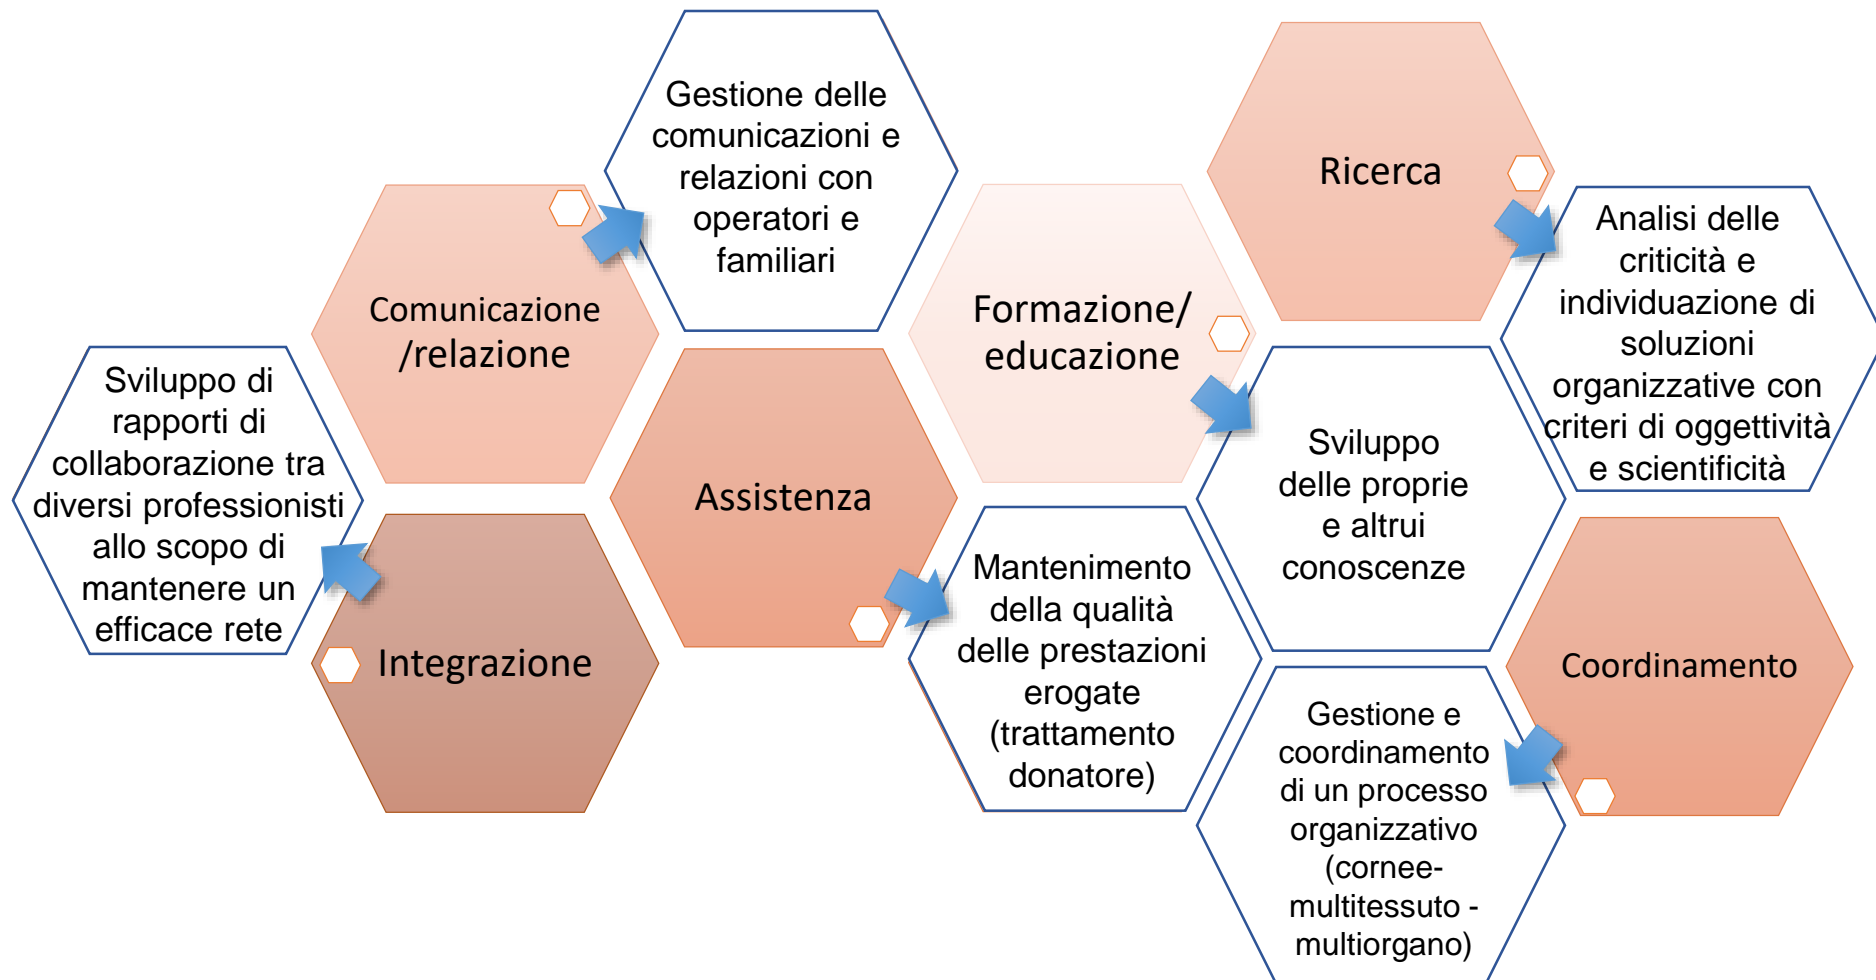 Gestione delle
comunicazioni e
relazioni con
operatori e
familiari
Ricerca
Analisi delle
criticità e
individuazione di
soluzioni
organizzative con
criteri di oggettività
e scientificità
Comunicazione
/relazione
Formazione/
educazione
Sviluppo di
rapporti di
collaborazione tra
diversi professionisti
allo scopo di
mantenere un
efficace rete
Assistenza
Sviluppo
delle proprie
e altrui
conoscenze
Integrazione
Mantenimento
della qualità
delle prestazioni
erogate
(trattamento
donatore)
Coordinamento
Gestione e
coordinamento
di un processo
organizzativo
(cornee-
multitessuto -
multiorgano)